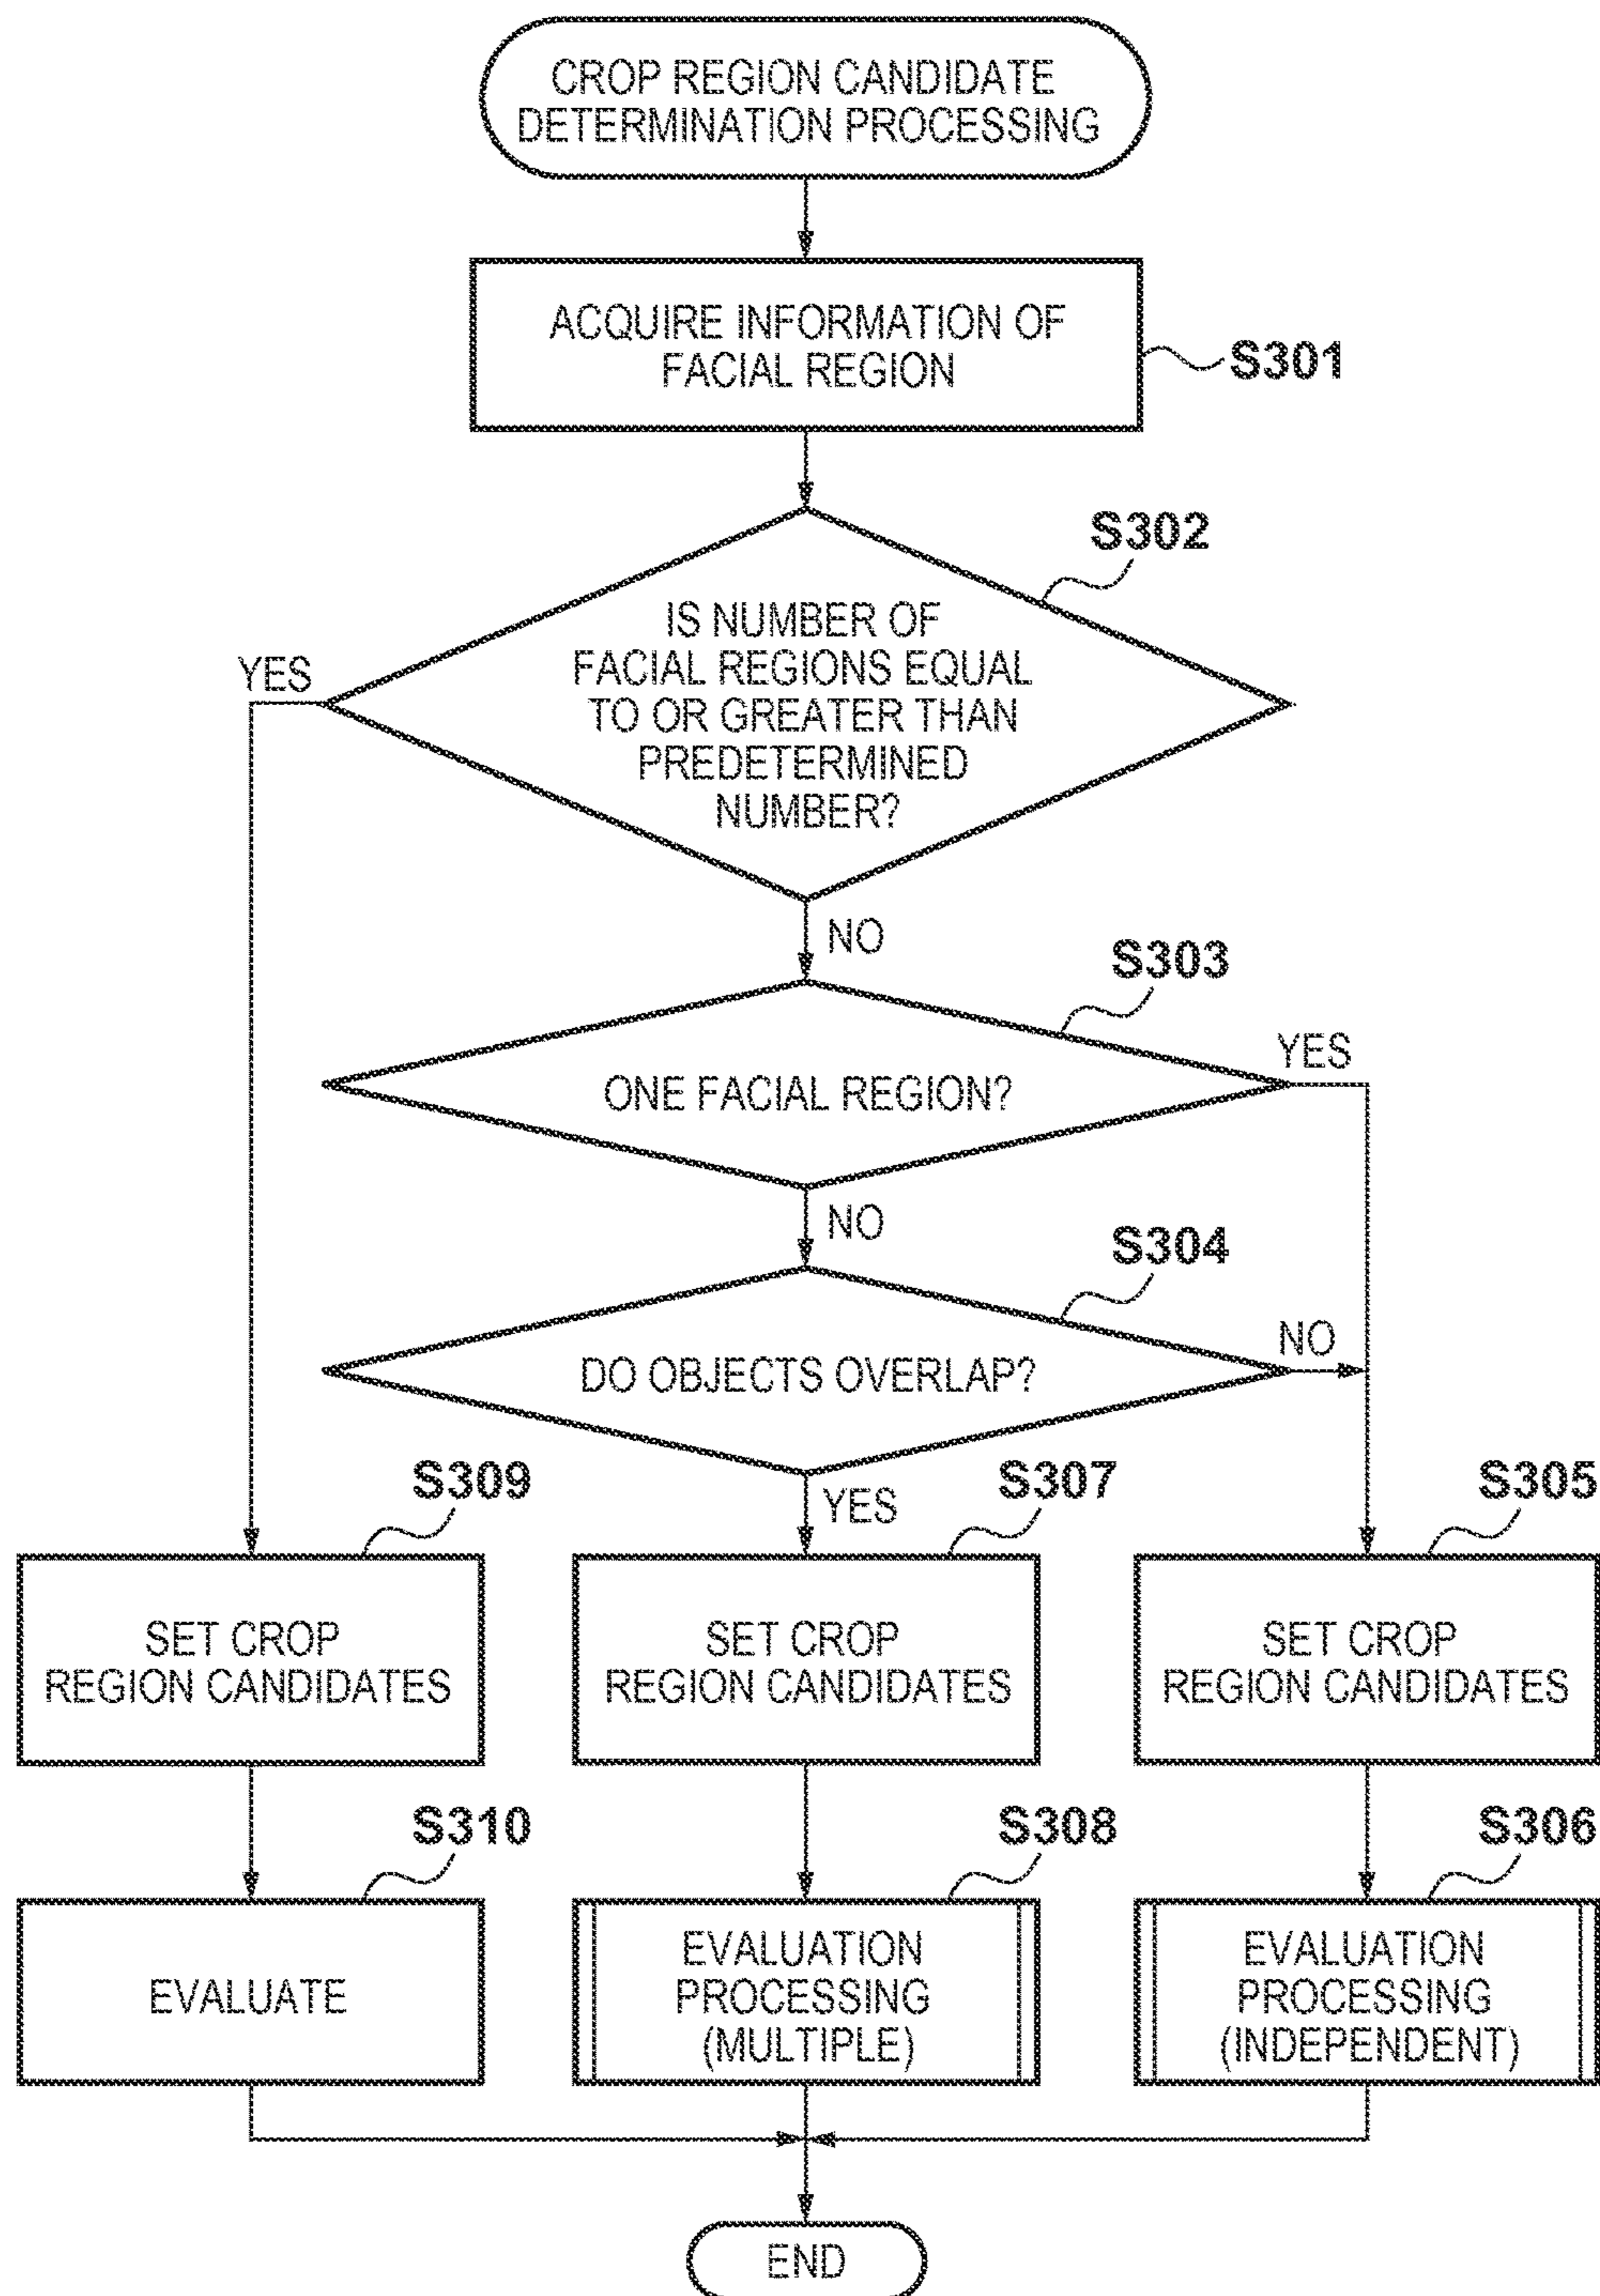 CROP REGION CANDIDATE
DETERMINATION PROCESSING
ACQUIRE INFORMATION OF
FACIAL REGION
S301
S302
IS NUMBER OF
FACIAL REGIONS EQUAL
TO OR GREATER THAN
PREDETERMINED
NUMBER?
YES
NO
S303
ONE FACIAL REGION?
YES
NO
S304
DO OBJECTS OVERLAP?
NO
YES
S309
SET CROP
REGION CANDIDATES
S307
SET CROP
REGION CANDIDATES
S305
SET CROP
REGION CANDIDATES
S310
EVALUATE
S308
EVALUATION
PROCESSING
(MULTIPLE)
S306
EVALUATION
PROCESSING
(INDEPENDENT)
END